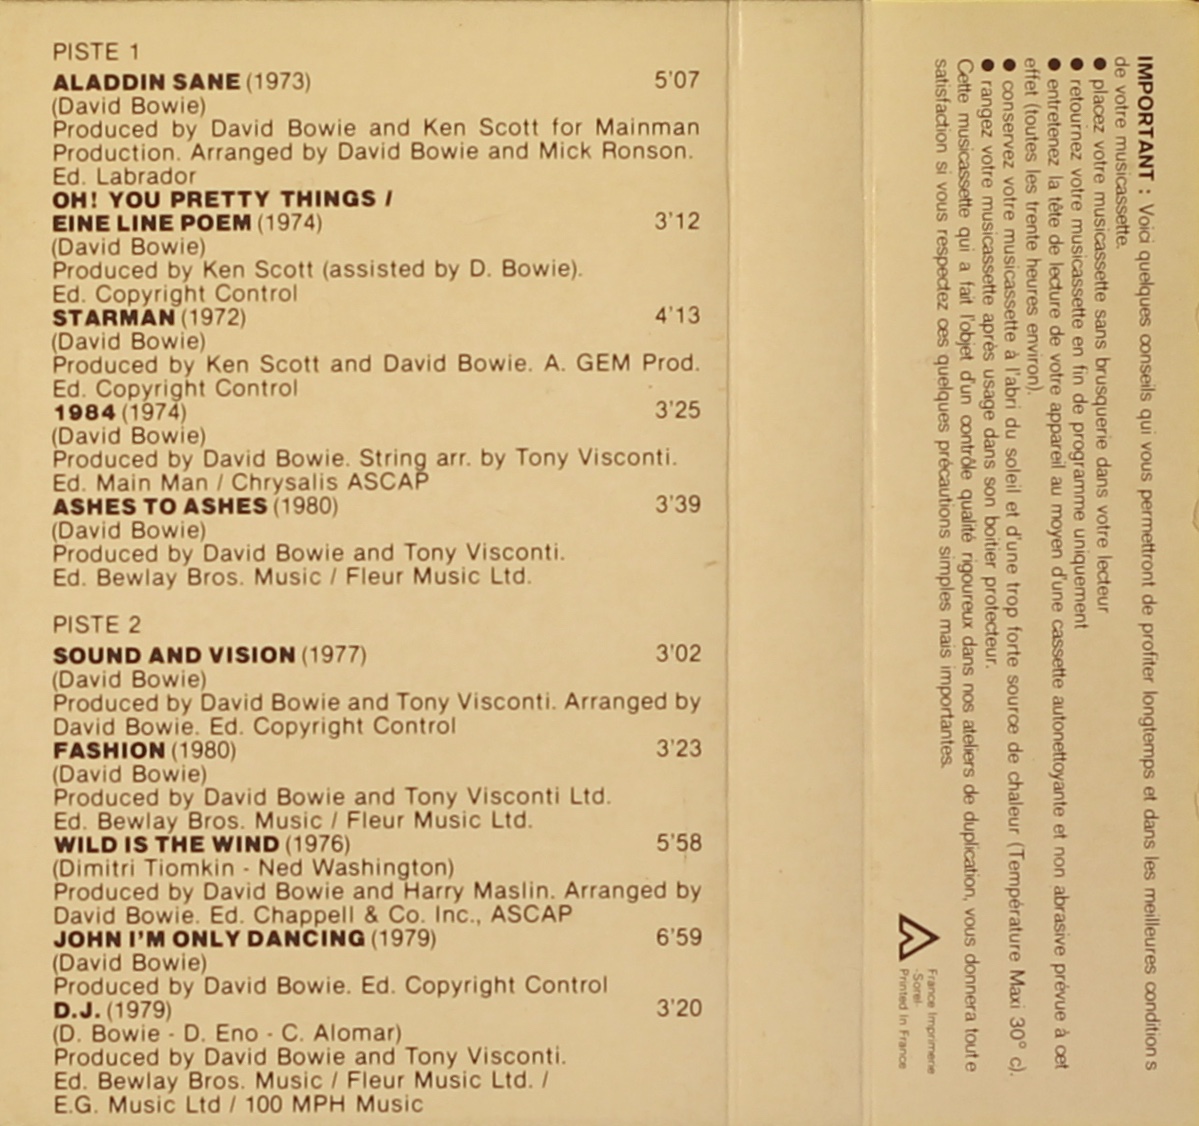 PISTE 1
ALADDIN SANE (1973) 5'07
(David Bowie)
Produced by David Bowie and Ken Scott for Mainman
Production. Arranged by David Bowie and Mick Ronson.
Ed. Labrador
OH! YOU PRETTY THINGS /
EINE LINE POEM (1974) 3'12
(David Bowie)
Produced by Ken Scott (assisted by D. Bowie).
Ed. Copyright Control
STARMAN (1972) 4'13
(David Bowie)
Produced by Ken Scott and David Bowie. A. GEM Prod.
Ed. Copyright Control
1984 (1974) 3'25
(David Bowie)
Produced by David Bowie. String arr. by Tony Visconti.
Ed. Main Man / Chrysalis ASCAP
ASHES TO ASHES (1980) 3'39
(David Bowie)
Produced by David Bowie and Tony Visconti.
Ed. Bewlay Bros. Music / Fleur Music Ltd.
PISTE 2
SOUND AND VISION (1977) 3'02
(David Bowie)
Produced by David Bowie and Tony Visconti. Arranged by
David Bowie. Ed. Copyright Control
FASHION (1980) 3'23
(David Bowie)
Produced by David Bowie and Tony Visconti Ltd.
Ed. Bewlay Bros. Music / Fleur Music Ltd.
WILD IS THE WIND (1976) 5'58
(Dimitri Tiomkin - Ned Washington)
Produced by David Bowie and Harry Maslin. Arranged by
David Bowie. Ed. Chappell & Co. Inc., ASCAP
JOHN I'M ONLY DANCING (1979) 6'59
(David Bowie)
Produced by David Bowie. Ed. Copyright Control
D.J. (1979) 3'20
(D. Bowie - D. Eno - C. Alomar)
Produced by David Bowie and Tony Visconti.
Ed. Bewlay Bros. Music / Fleur Music Ltd. /
E.G. Music Ltd / 100 MPH Music
IMPORTANT : Voici quelques conseils qui vous permettront de profiter longtemps et dans les meilleures condition s
de votre musicassette.
● placez votre musicassette sans brusquerie dans votre lecteur
● retournez votre musicassette en fin de programme uniquement
● entretenez la tête de lecture de votre appareil au moyen d'une cassette autonettoyante et non abrasive prévue à cet
effet (toutes les trente heures environ).
● conservez votre musicassette à l'abri du soleil et d'une trop forte source de chaleur (Température Maxi 30° c).
● rangez votre musicassette après usage dans son boitier protecteur.
Cette musicassette qui a fait l'objet d'un contrôle qualité rigoureux dans nos ateliers de duplication, vous donnera tout e
satisfaction si vous respectez ces quelques précautions simples mais importantes.
France Imprimerie
-Sorel-
Printed in France